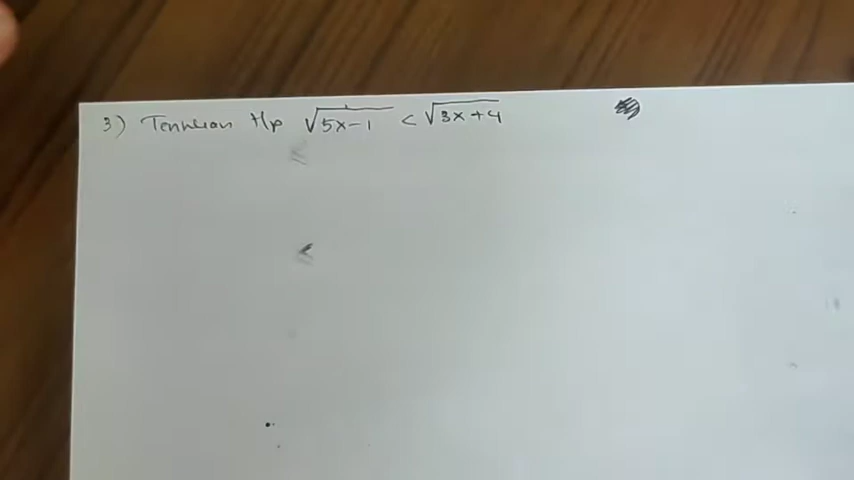 3) Tentukan Hp √5x-1 < √3x+4